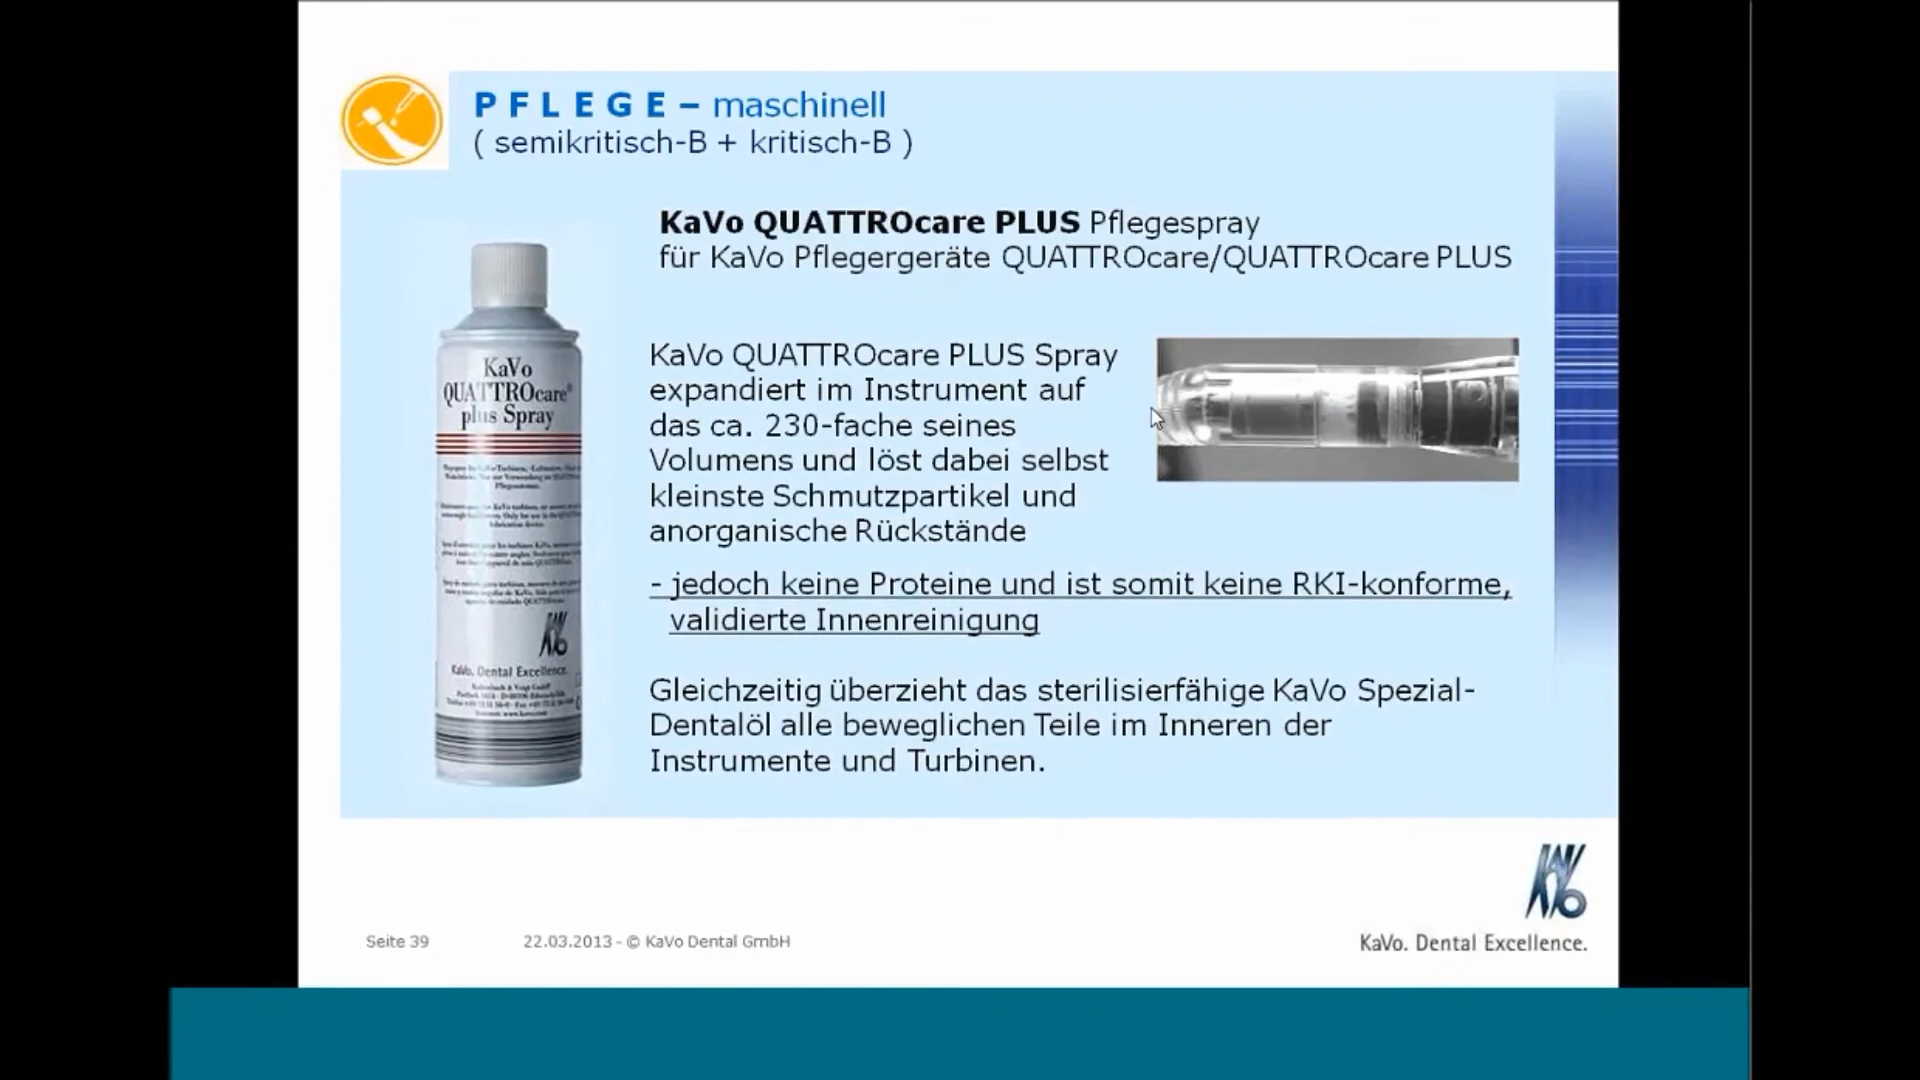 P F L E G E – maschinell
( semikritisch-B + kritisch-B )
KaVo QUATTROcare PLUS Pflegespray
für KaVo Pflegergeräte QUATTROcare/QUATTROcare PLUS
KaVo
QUATTROcare®
plus Spray
KaVo. Dental Excellence.
KaVo QUATTROcare PLUS Spray
expandiert im Instrument auf
das ca. 230-fache seines
Volumens und löst dabei selbst
kleinste Schmutzpartikel und
anorganische Rückstände
- jedoch keine Proteine und ist somit keine RKI-konforme,
validierte Innenreinigung
Gleichzeitig überzieht das sterilisierfähige KaVo Spezial-
Dentalöl alle beweglichen Teile im Inneren der
Instrumente und Turbinen.
KaVo
KaVo. Dental Excellence.
Seite 39
22.03.2013 - © KaVo Dental GmbH